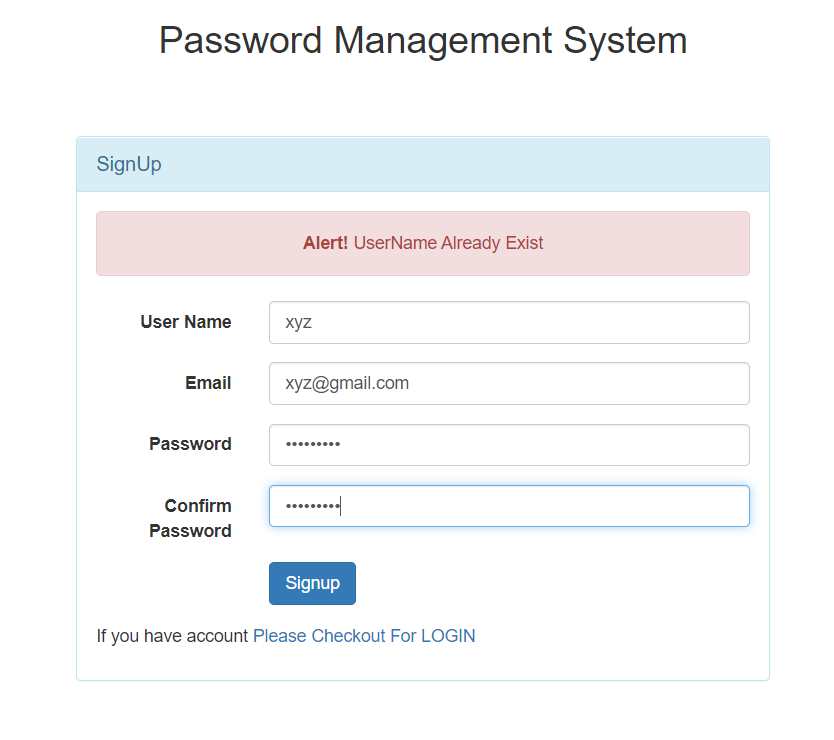 Password Management System
SignUp
Alert! UserName Already Exist
User Name xyz
Email xyz@gmail.com
Password •••••••••
Confirm Password •••••••••
Signup
If you have account Please Checkout For LOGIN